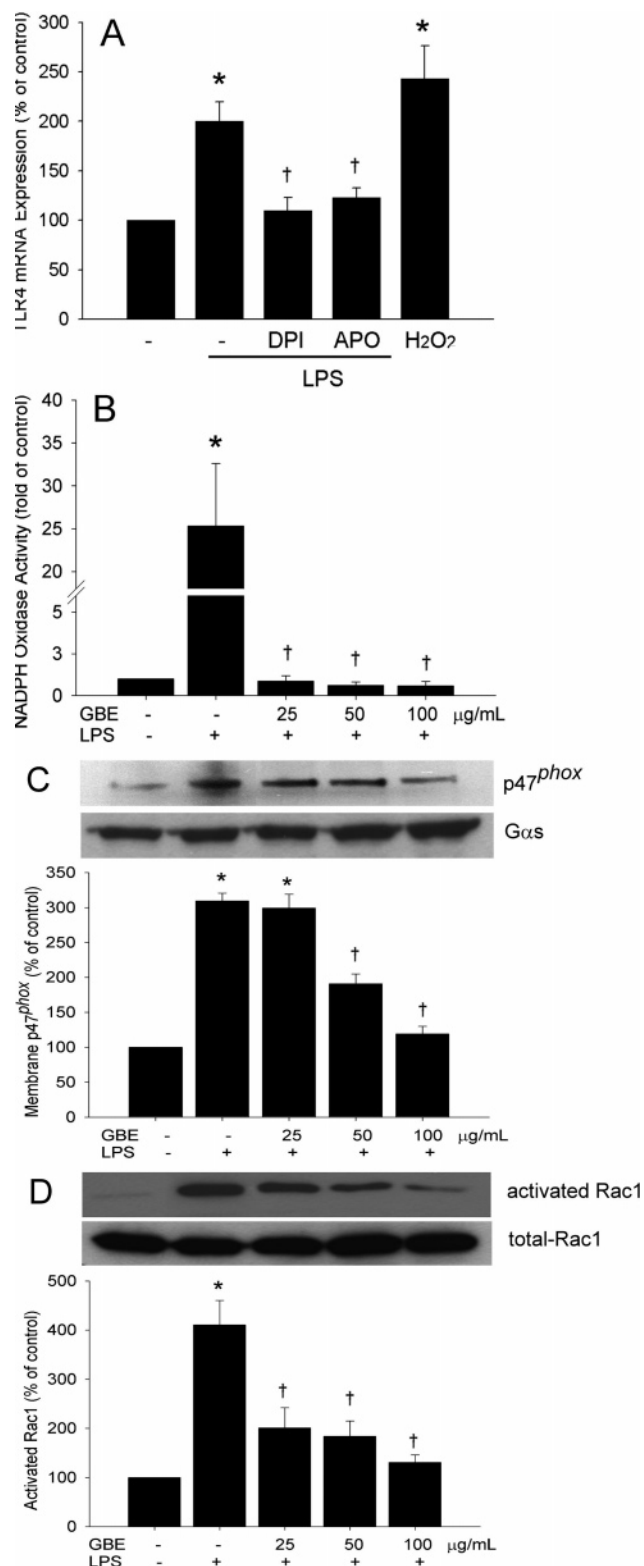 A
TLR4 mRNA Expression (% of control)
300
250
200
150
100
50
0
*
†
†
*
- - DPI APO H2O2
LPS
B
NADPH Oxidase Activity (fold of control)
40
35
30
25
20
5
3
1
0
*
†
†
†
GBE - - 25 50 100 μg/mL
LPS - + + + +
C
p47phox
Gαs
Membrane p47phox (% of control)
350
300
250
200
150
100
50
0
*
*
†
†
GBE - - 25 50 100 μg/mL
LPS - + + + +
D
activated Rac1
total-Rac1
Activated Rac1 (% of control)
500
400
300
200
100
0
*
†
†
†
GBE - - 25 50 100 μg/mL
LPS - + + + +